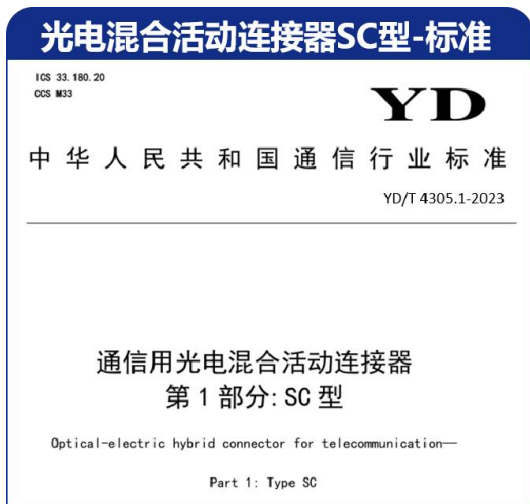 光电混合活动连接器SC型-标准
ICS 33.180.20
CCS M33
YD
中华人民共和国通信行业标准
YD/T 4305.1-2023
通信用光电混合活动连接器
第1部分:SC型
Optical-electric hybrid connector for telecommunication—
Part 1: Type SC